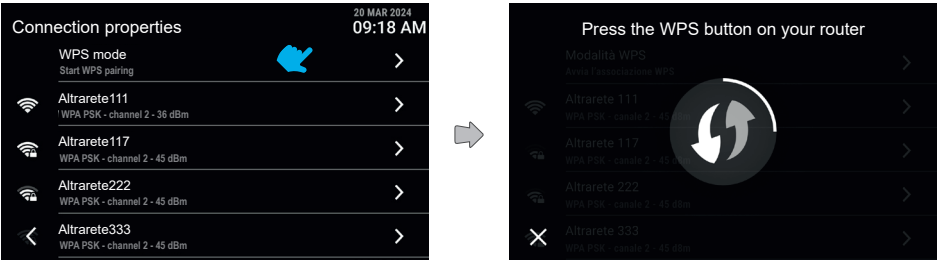 Connection properties
20 MAR 2024
09:18 AM
WPS mode
Start WPS pairing
Altrarete111
WPA PSK - channel 2 - 36 dBm
Altrarete117
WPA PSK - channel 2 - 45 dBm
Altrarete222
WPA PSK - channel 2 - 45 dBm
Altrarete333
WPA PSK - channel 2 - 45 dBm
Press the WPS button on your router
Modalità WPS
Avvia l'associazione WPS
Altrarete 111
WPA PSK - canale 2 - 45 dBm
Altrarete 117
WPA PSK - canale 2 - 45 dBm
Altrarete 222
WPA PSK - canale 2 - 45 dBm
Altrarete 333
WPA PSK - canale 2 - 45 dBm